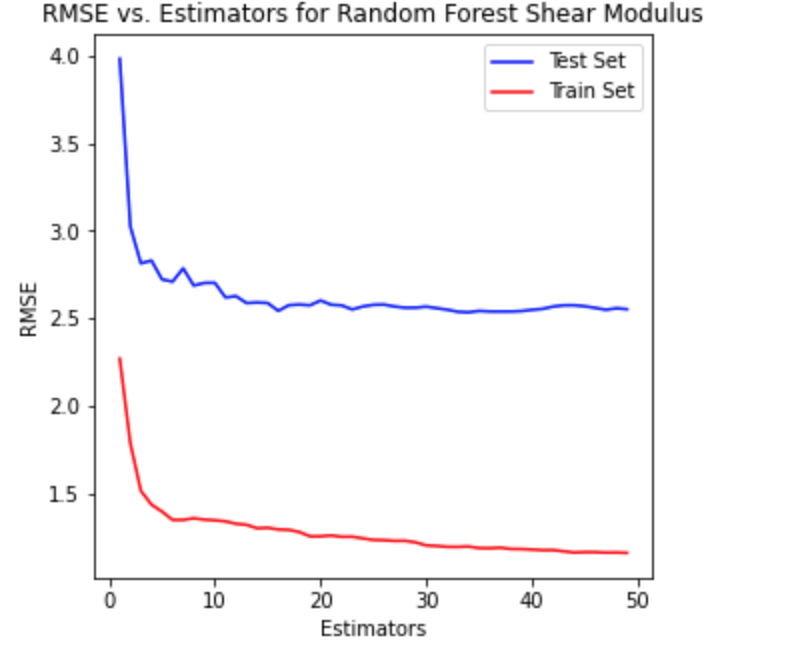 RMSE vs. Estimators for Random Forest Shear Modulus
Test Set
Train Set
4.0
3.5
3.0
2.5
2.0
1.5
RMSE
0 10 20 30 40 50
Estimators